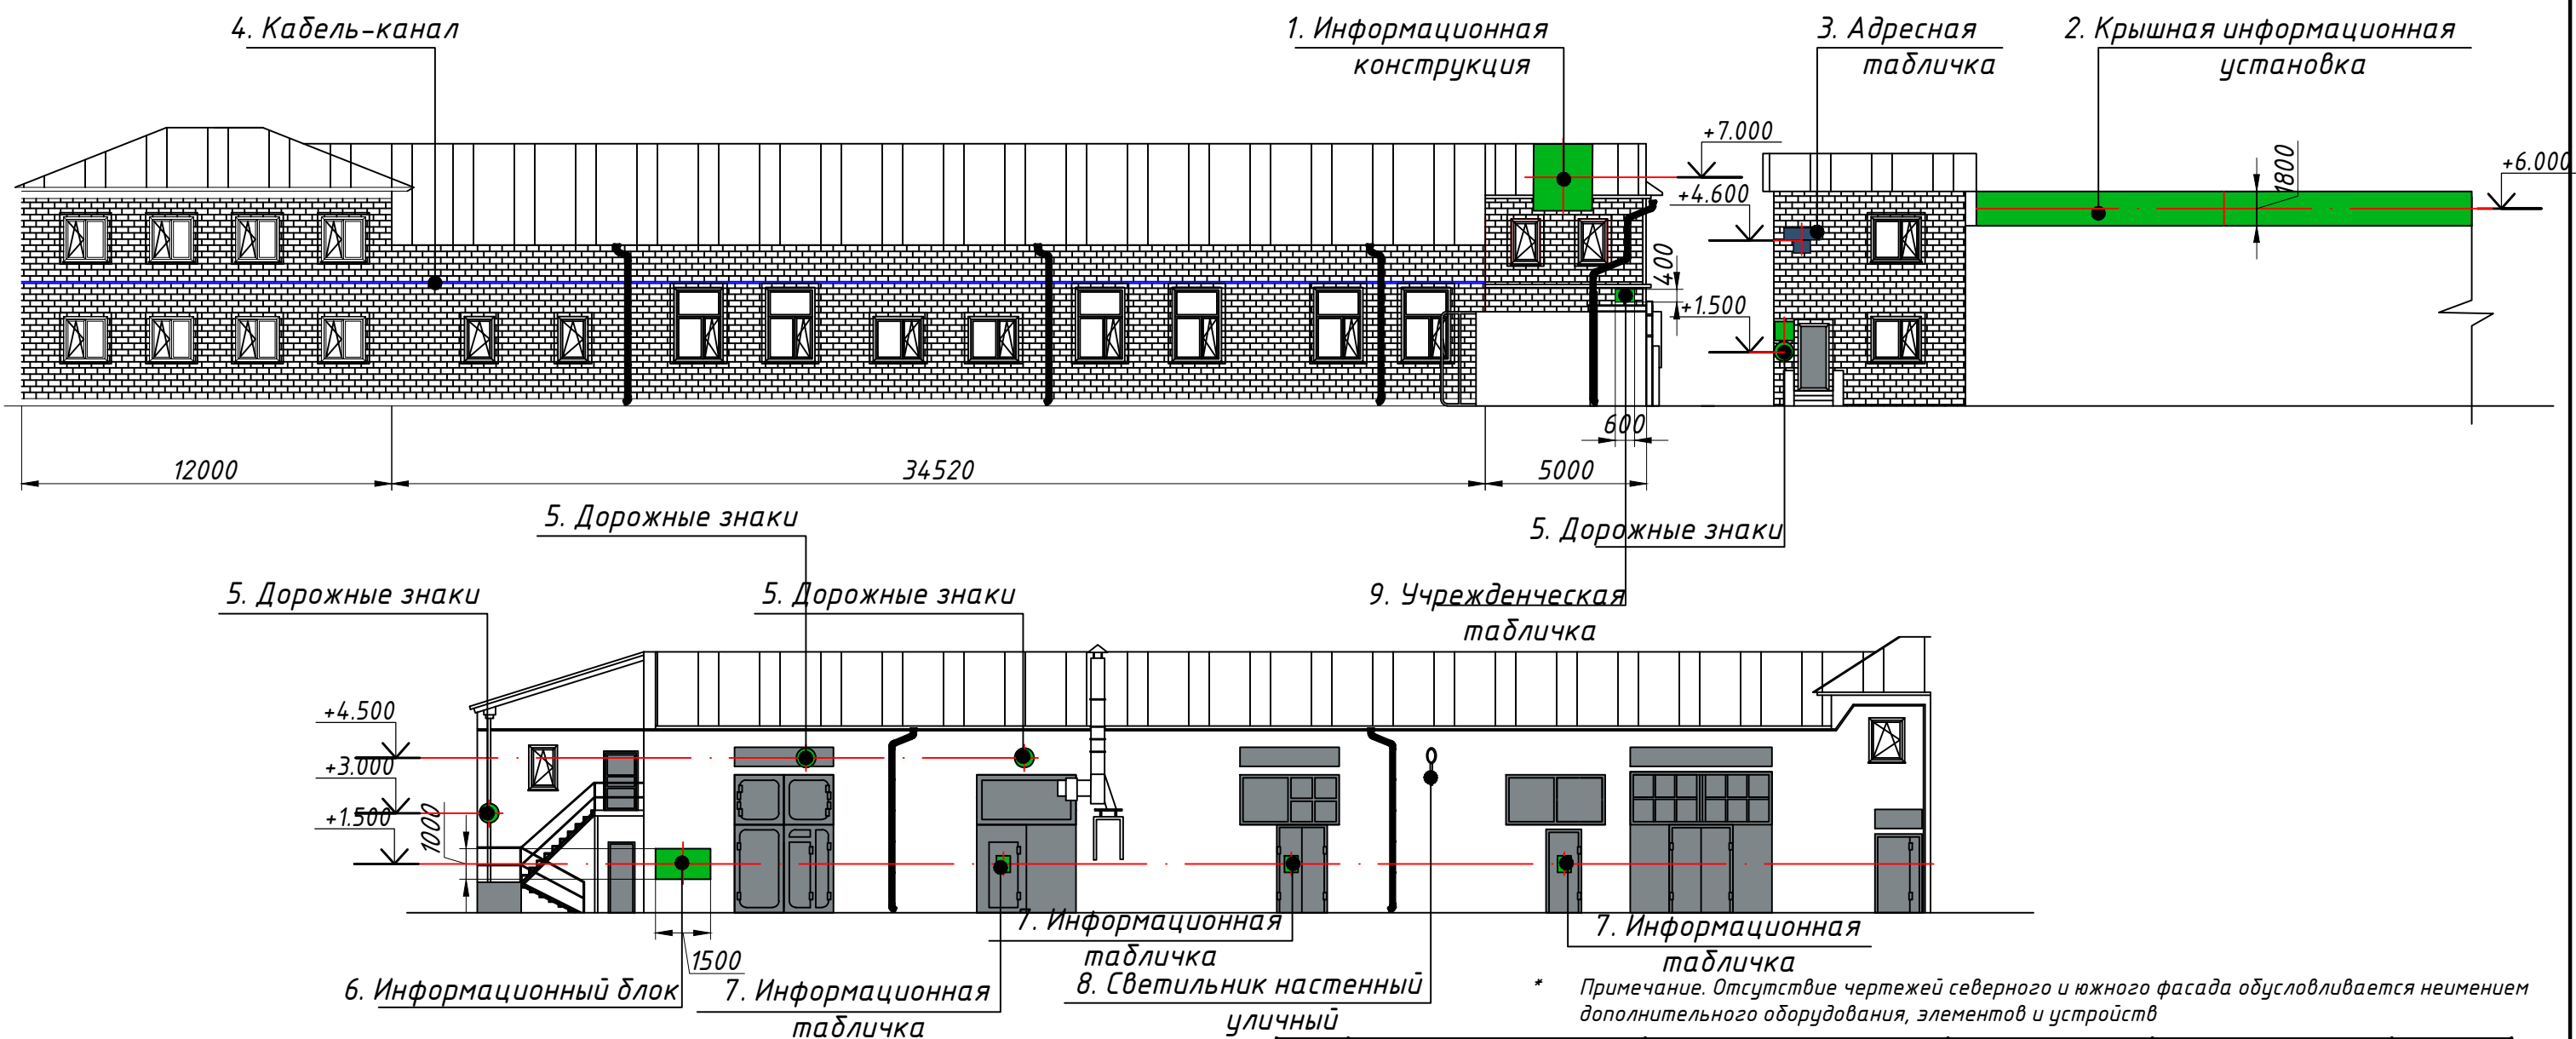 4. Кабель-канал
1. Информационная
конструкция
3. Адресная
табличка
2. Крышная информационная
установка
+7.000
+4.600
+1.500
400
1800
+6.000
600
12000
34520
5000
5. Дорожные знаки
5. Дорожные знаки
5. Дорожные знаки
5. Дорожные знаки
9. Учрежденческая
табличка
+4.500
+3.000
+1.500
1000
1500
7. Информационная
табличка
7. Информационная
табличка
6. Информационный блок
7. Информационная
табличка
8. Светильник настенный
уличный
* Примечание. Отсутствие чертежей северного и южного фасада обусловливается неимением
дополнительного оборудования, элементов и устройств